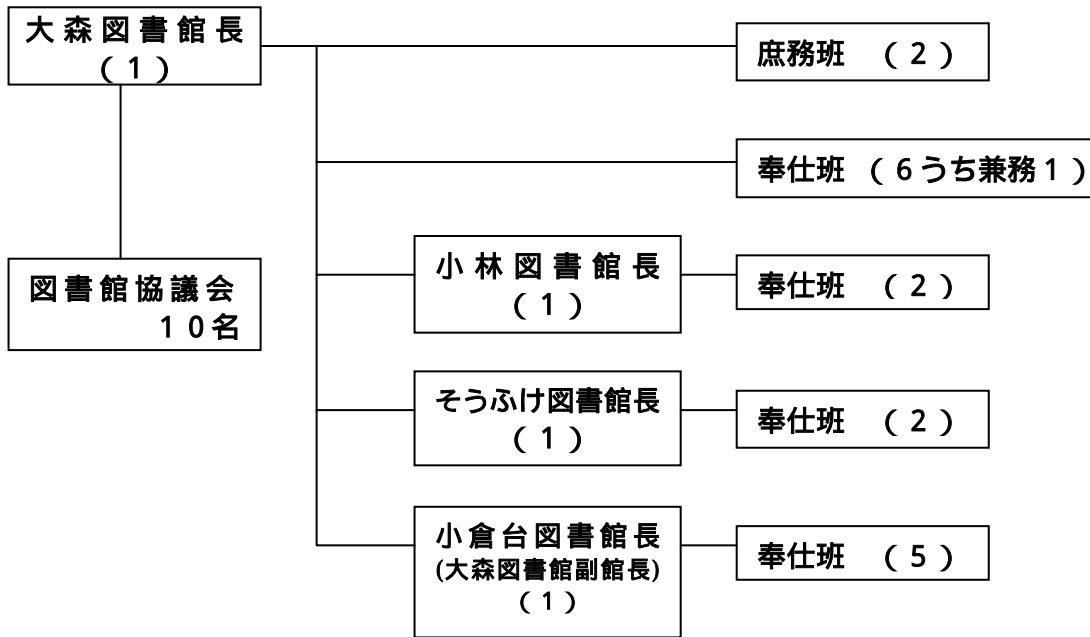 大森図書館長
（１）
庶務班　（２）
奉仕班　（６うち兼務１）
図書館協議会
１０名
小林図書館長
（１）
奉仕班　（２）
そうふけ図書館長
（１）
奉仕班　（２）
小倉台図書館長
(大森図書館副館長)
（１）
奉仕班　（５）